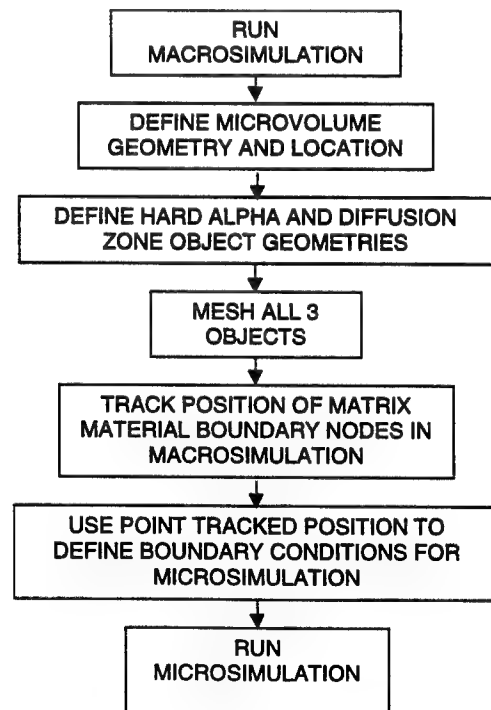 RUN
MACROSIMULATION
DEFINE MICROVOLUME
GEOMETRY AND LOCATION
DEFINE HARD ALPHA AND DIFFUSION
ZONE OBJECT GEOMETRIES
MESH ALL 3
OBJECTS
TRACK POSITION OF MATRIX
MATERIAL BOUNDARY NODES IN
MACROSIMULATION
USE POINT TRACKED POSITION TO
DEFINE BOUNDARY CONDITIONS FOR
MICROSIMULATION
RUN
MICROSIMULATION